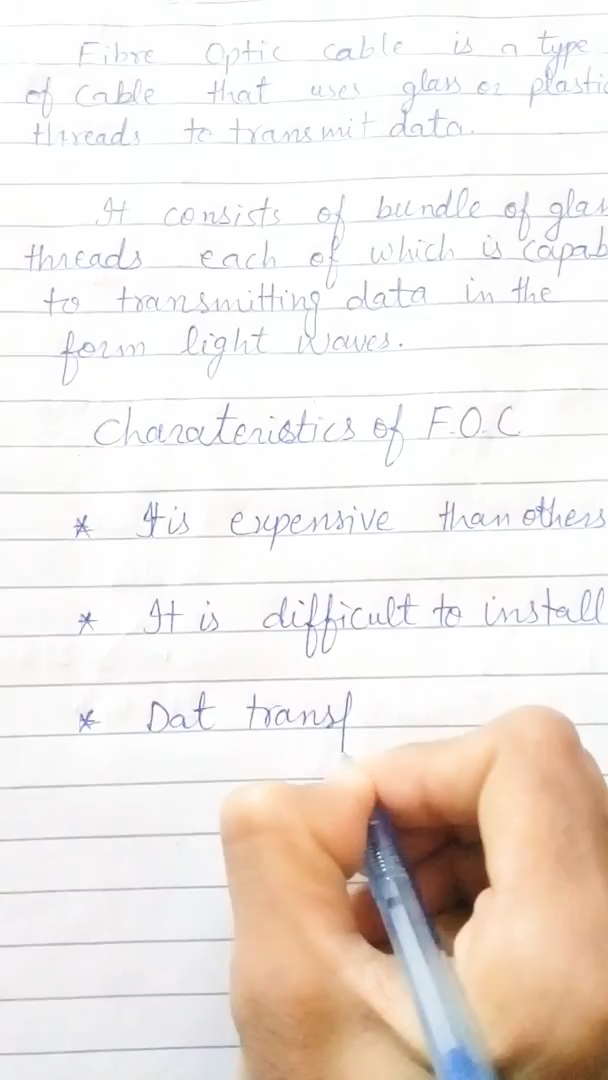 Fibre Optic cable is a type
of Cable that uses glass or plastic
threads to transmit data.
It consists of bundle of glas
threads each of which is capab
to transmitting data in the
form light waves.
Charateristics of F.O.C
* It is expensive than others
* It is difficult to install
* Dat transf